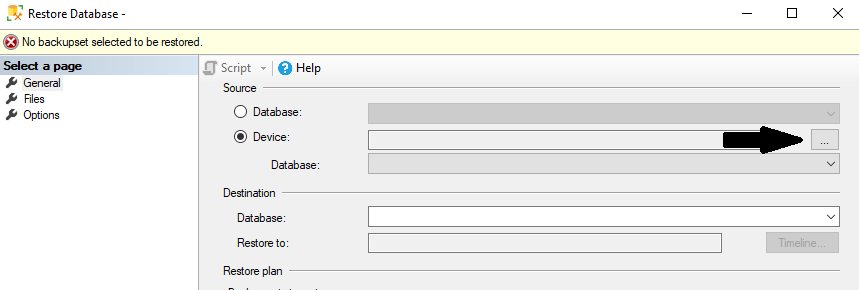 Restore Database -
No backupset selected to be restored.
Select a page
General
Files
Options
Script
Help
Source
Database:
Device:
...
Database:
Destination
Database:
Restore to:
Timeline...
Restore plan